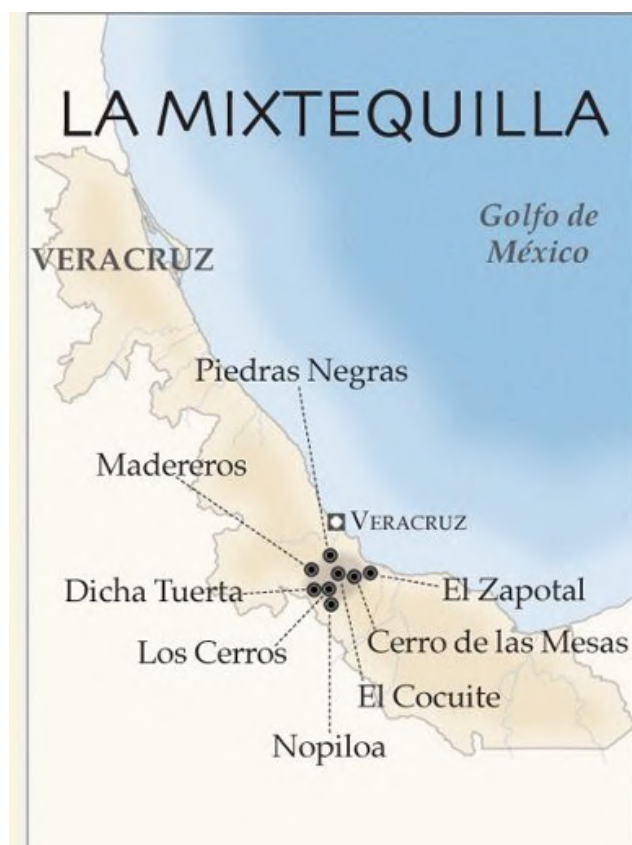 LA MIXTEQUILLA
Golfo de
México
VERACRUZ
Piedras Negras
Madereros
VERACRUZ
Dicha Tuerta
El Zapotal
Los Cerros
Cerro de las Mesas
El Cocuite
Nopiloa